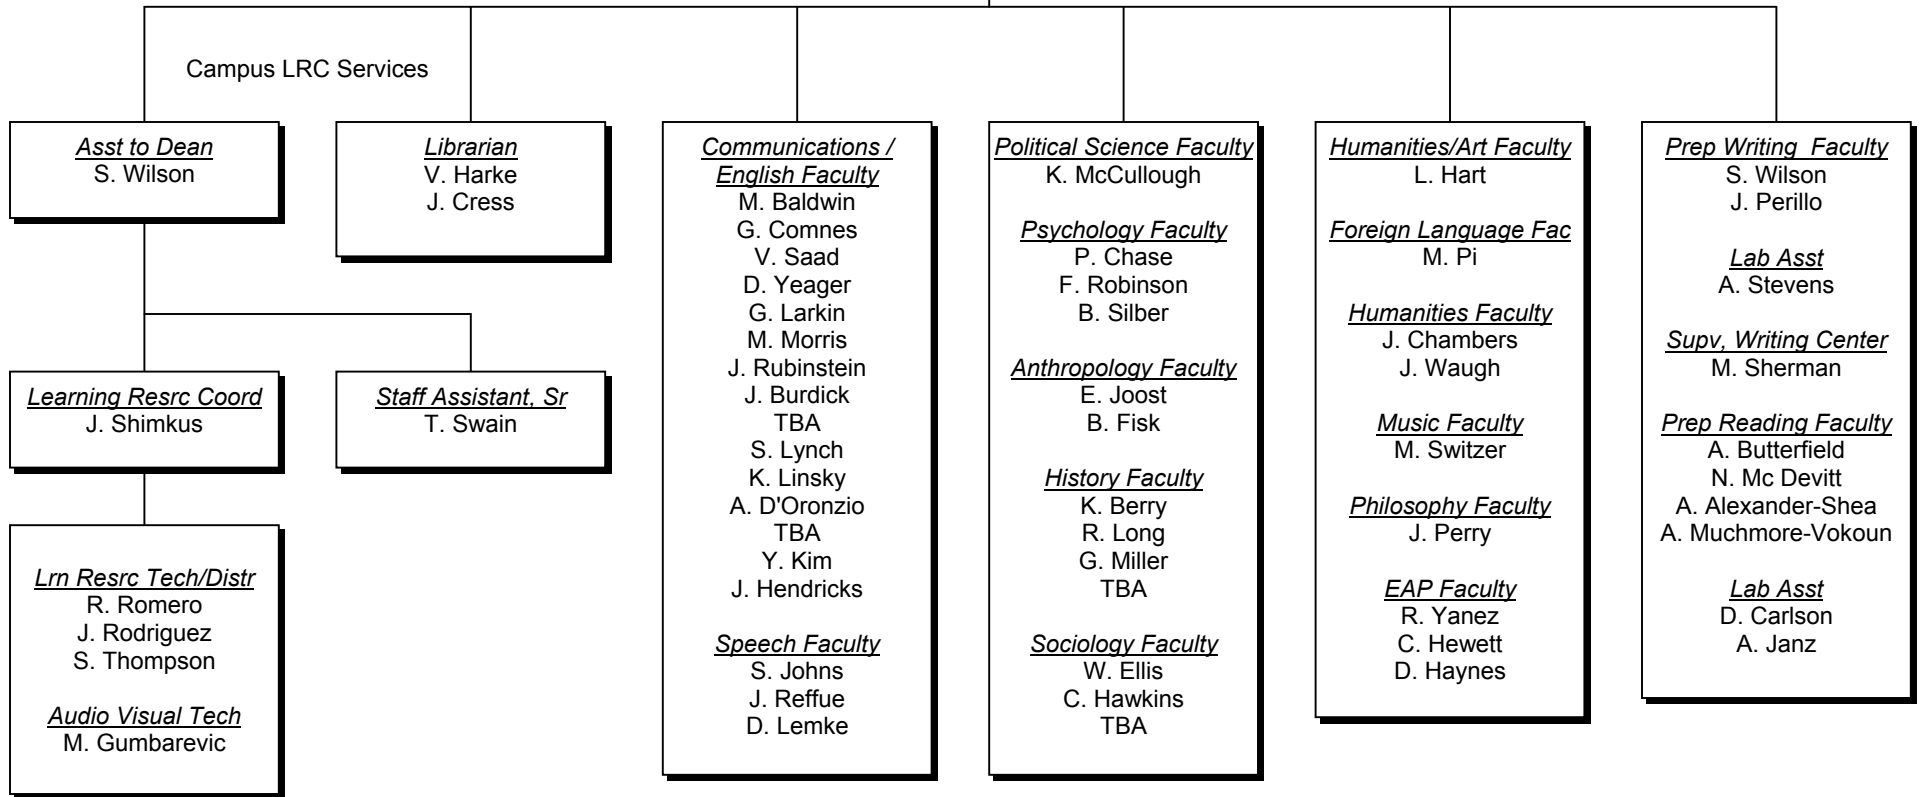 Campus LRC Services
Asst to Dean
S. Wilson
Librarian
V. Harke
J. Cress
Communications /
English Faculty
M. Baldwin
G. Comnes
V. Saad
D. Yeager
G. Larkin
M. Morris
J. Rubinstein
J. Burdick
TBA
S. Lynch
K. Linsky
A. D'Oronzio
TBA
Y. Kim
J. Hendricks
Speech Faculty
S. Johns
J. Reffue
D. Lemke
Political Science Faculty
K. McCullough
Psychology Faculty
P. Chase
F. Robinson
B. Silber
Anthropology Faculty
E. Joost
B. Fisk
History Faculty
K. Berry
R. Long
G. Miller
TBA
Sociology Faculty
W. Ellis
C. Hawkins
TBA
Humanities/Art Faculty
L. Hart
Foreign Language Fac
M. Pi
Humanities Faculty
J. Chambers
J. Waugh
Music Faculty
M. Switzer
Philosophy Faculty
J. Perry
EAP Faculty
R. Yanez
C. Hewett
D. Haynes
Prep Writing  Faculty
S. Wilson
J. Perillo
Lab Asst
A. Stevens
Supv, Writing Center
M. Sherman
Prep Reading Faculty
A. Butterfield
N. Mc Devitt
A. Alexander-Shea
A. Muchmore-Vokoun
Lab Asst
D. Carlson
A. Janz
Learning Resrc Coord
J. Shimkus
Staff Assistant, Sr
T. Swain
Lrn Resrc Tech/Distr
R. Romero
J. Rodriguez
S. Thompson
Audio Visual Tech
M. Gumbarevic